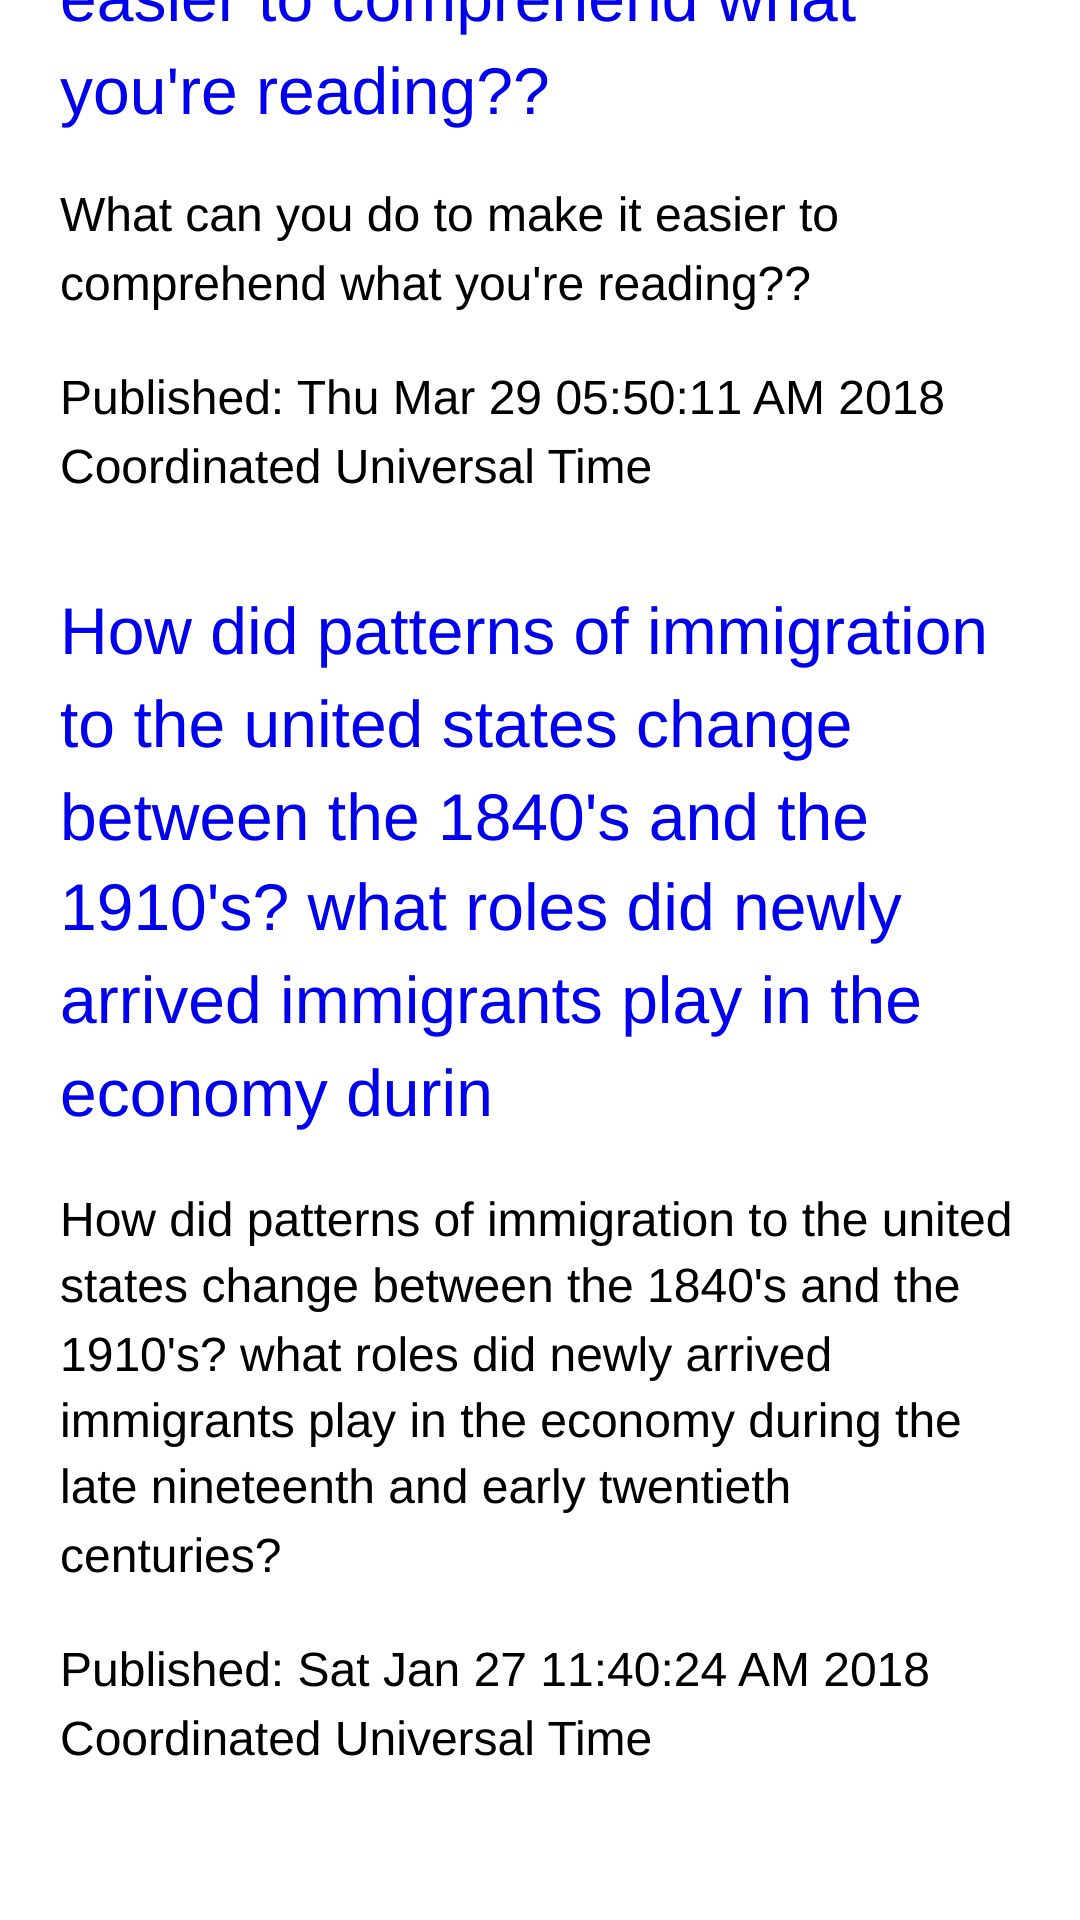 easier to comprehend what
you're reading??
What can you do to make it easier to
comprehend what you're reading??
Published: Thu Mar 29 05:50:11 AM 2018
Coordinated Universal Time
How did patterns of immigration
to the united states change
between the 1840's and the
1910's? what roles did newly
arrived immigrants play in the
economy durin
How did patterns of immigration to the united
states change between the 1840's and the
1910's? what roles did newly arrived
immigrants play in the economy during the
late nineteenth and early twentieth
centuries?
Published: Sat Jan 27 11:40:24 AM 2018
Coordinated Universal Time